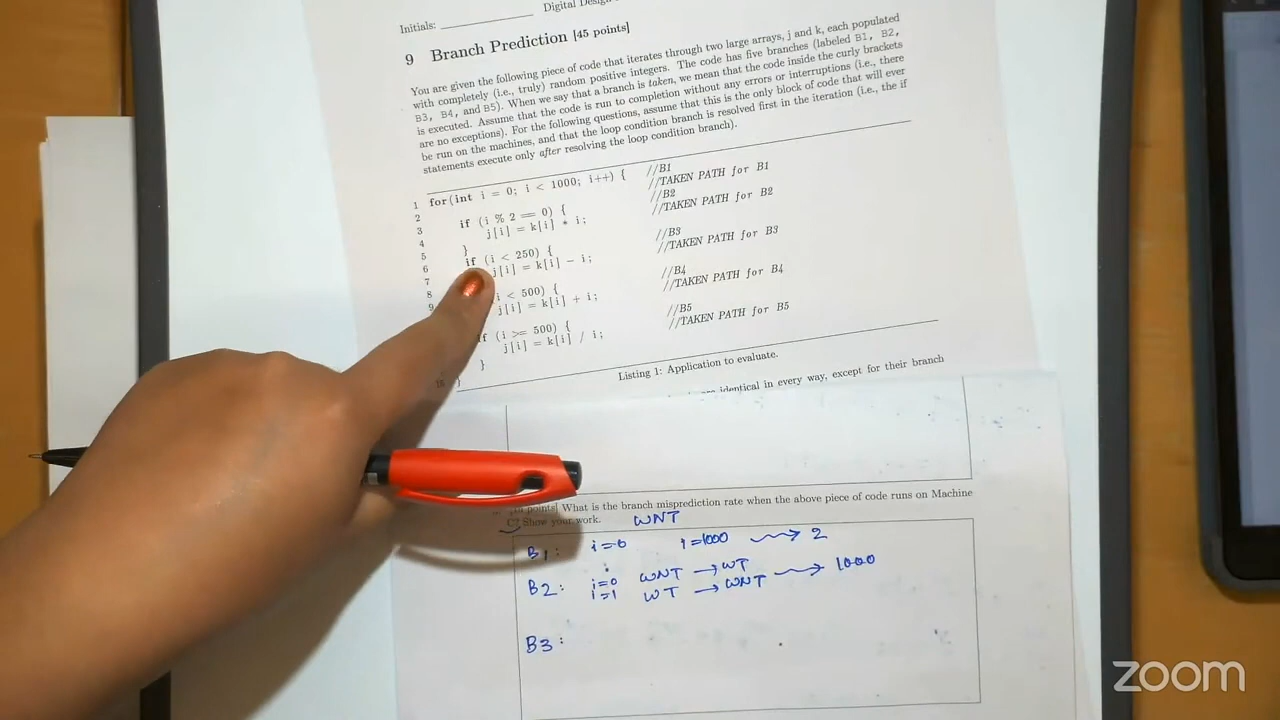 Initials:
Digital Design
9 Branch Prediction [45 points]
You are given the following piece of code that iterates through two large arrays, j and k, each populated
with completely (i.e., truly) random positive integers. The code has five branches (labeled B1, B2,
B3, B4, and B5). When we say that a branch is taken, we mean that the code inside the curly brackets
is executed. Assume that the code is run to completion without any errors or interruptions (i.e., there
are no exceptions). For the following questions, assume that this is the only block of code that will ever
be run on the machines, and that the loop condition branch is resolved first in the iteration (i.e., the if
statements execute only after resolving the loop condition branch).
1 for(int i = 0; i < 1000; i++) { //B1
2 //TAKEN PATH for B1
3 if (i % 2 == 0) { //B2
4 j[i] = k[i] * i; //TAKEN PATH for B2
5 }
6 if (i < 250) { //B3
7 j[i] = k[i] - i; //TAKEN PATH for B3
8
9 i < 500) { //B4
j[i] = k[i] + i; //TAKEN PATH for B4
if (i >= 500) { //B5
j[i] = k[i] / i; //TAKEN PATH for B5
}
}
Listing 1: Application to evaluate.
are identical in every way, except for their branch
points] What is the branch misprediction rate when the above piece of code runs on Machine
C? Show your work. WNT
B1: i=0 i=1000 → 2
B2: i=0 WNT → WT
i=1 WT → WNT → 1000
B3:
zoom